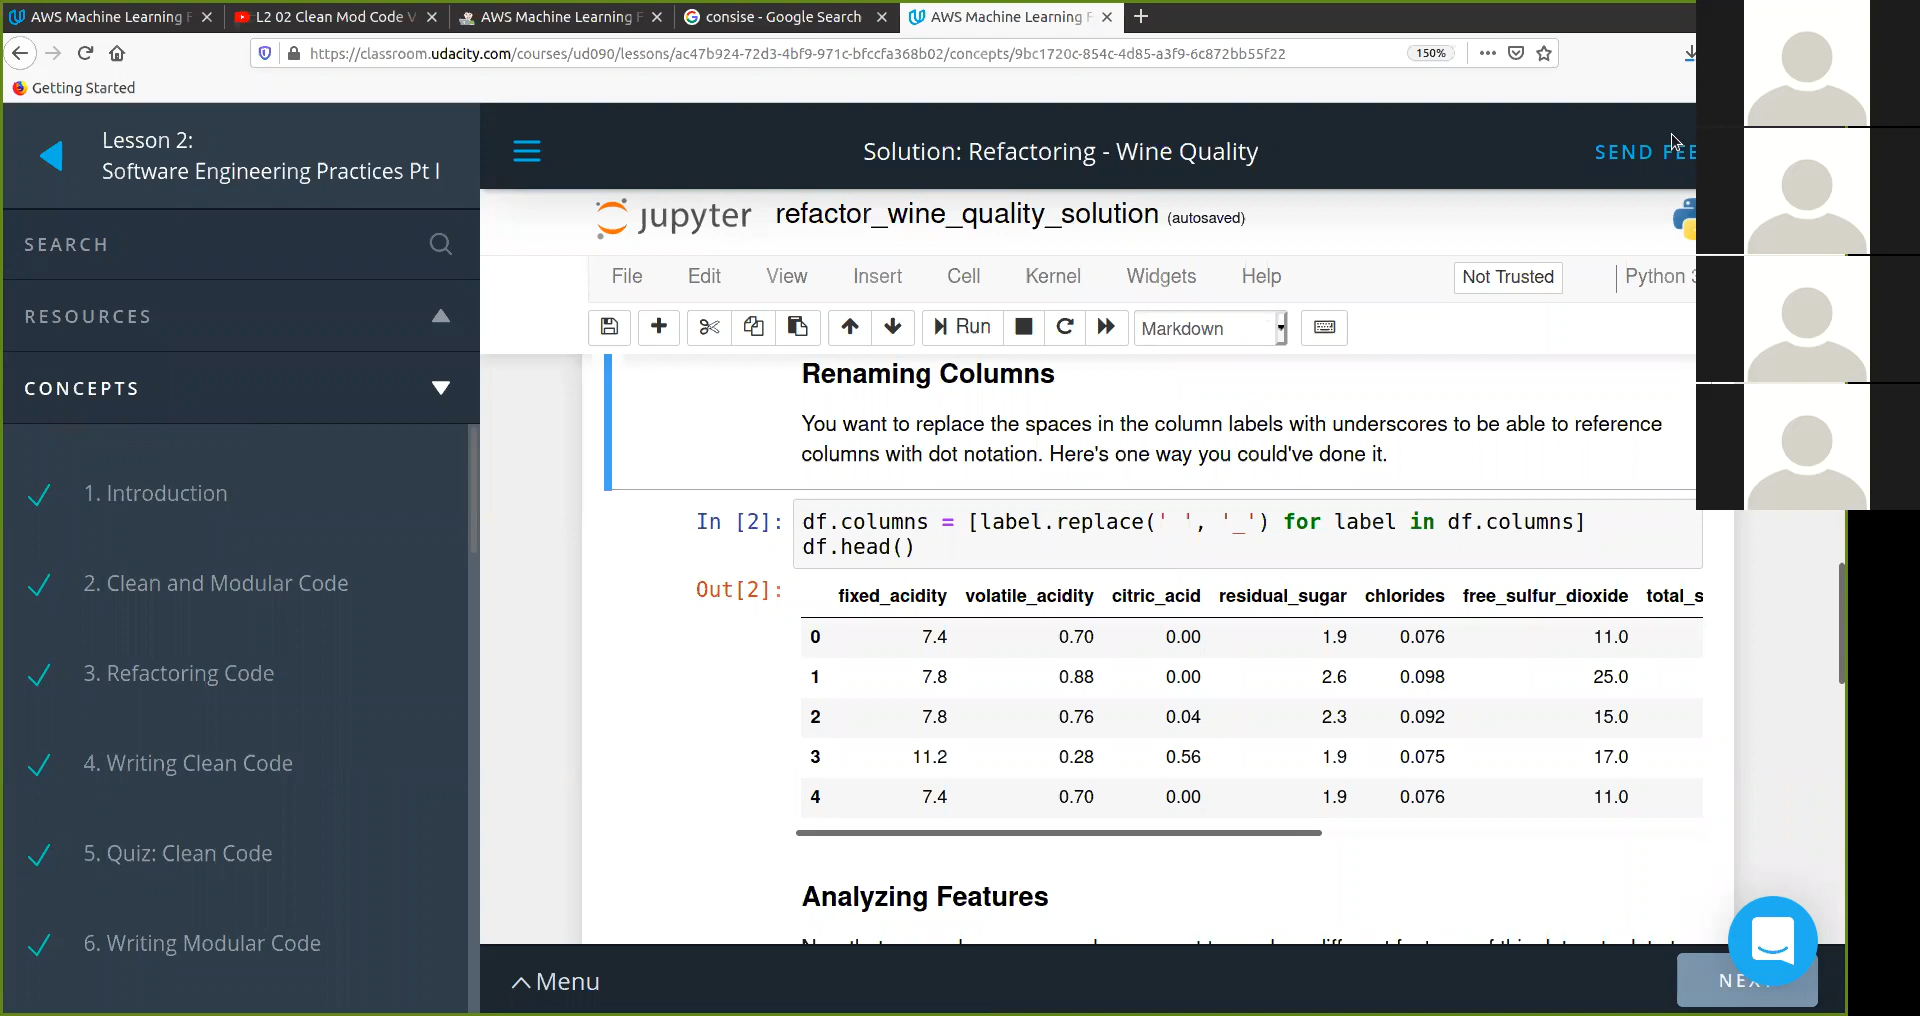 AWS Machine Learning F
L2 02 Clean Mod Code V
AWS Machine Learning F
consise - Google Search
AWS Machine Learning F
https://classroom.udacity.com/courses/ud090/lessons/ac47b924-72d3-4bf9-971c-bfccfa368b02/concepts/9bc1720c-854c-4d85-a3f9-6c872bb55f22
150%
Getting Started
Lesson 2:
Software Engineering Practices Pt I
SEARCH
RESOURCES
CONCEPTS
1. Introduction
2. Clean and Modular Code
3. Refactoring Code
4. Writing Clean Code
5. Quiz: Clean Code
6. Writing Modular Code
Solution: Refactoring - Wine Quality
SEND FEE
jupyter refactor_wine_quality_solution (autosaved)
File Edit View Insert Cell Kernel Widgets Help Not Trusted Python 3
Run Markdown
Renaming Columns
You want to replace the spaces in the column labels with underscores to be able to reference
columns with dot notation. Here's one way you could've done it.
In [2]: df.columns = [label.replace(' ', '_') for label in df.columns]
df.head()
Out[2]:
fixed_acidity volatile_acidity citric_acid residual_sugar chlorides free_sulfur_dioxide total_s
0 7.4 0.70 0.00 1.9 0.076 11.0
1 7.8 0.88 0.00 2.6 0.098 25.0
2 7.8 0.76 0.04 2.3 0.092 15.0
3 11.2 0.28 0.56 1.9 0.075 17.0
4 7.4 0.70 0.00 1.9 0.076 11.0
Analyzing Features
Menu
NEX